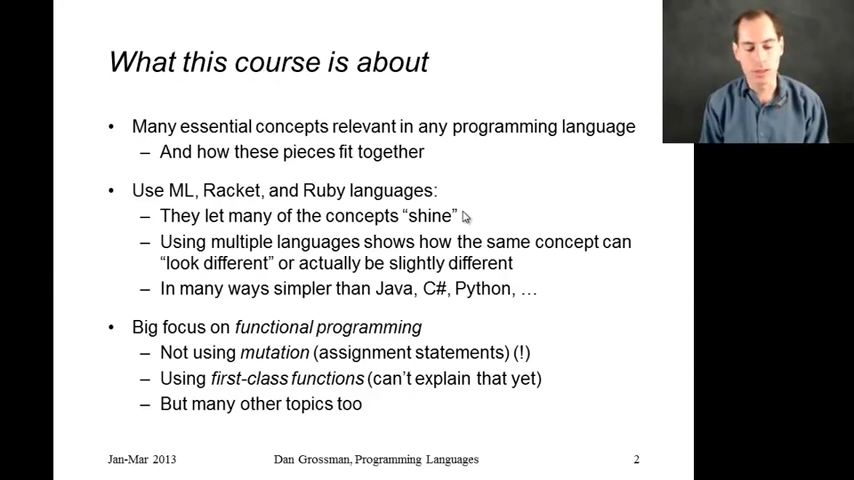 What this course is about
• Many essential concepts relevant in any programming language
– And how these pieces fit together
• Use ML, Racket, and Ruby languages:
– They let many of the concepts “shine”
– Using multiple languages shows how the same concept can
“look different” or actually be slightly different
– In many ways simpler than Java, C#, Python, …
• Big focus on functional programming
– Not using mutation (assignment statements) (!)
– Using first-class functions (can’t explain that yet)
– But many other topics too
Jan-Mar 2013
Dan Grossman, Programming Languages
2